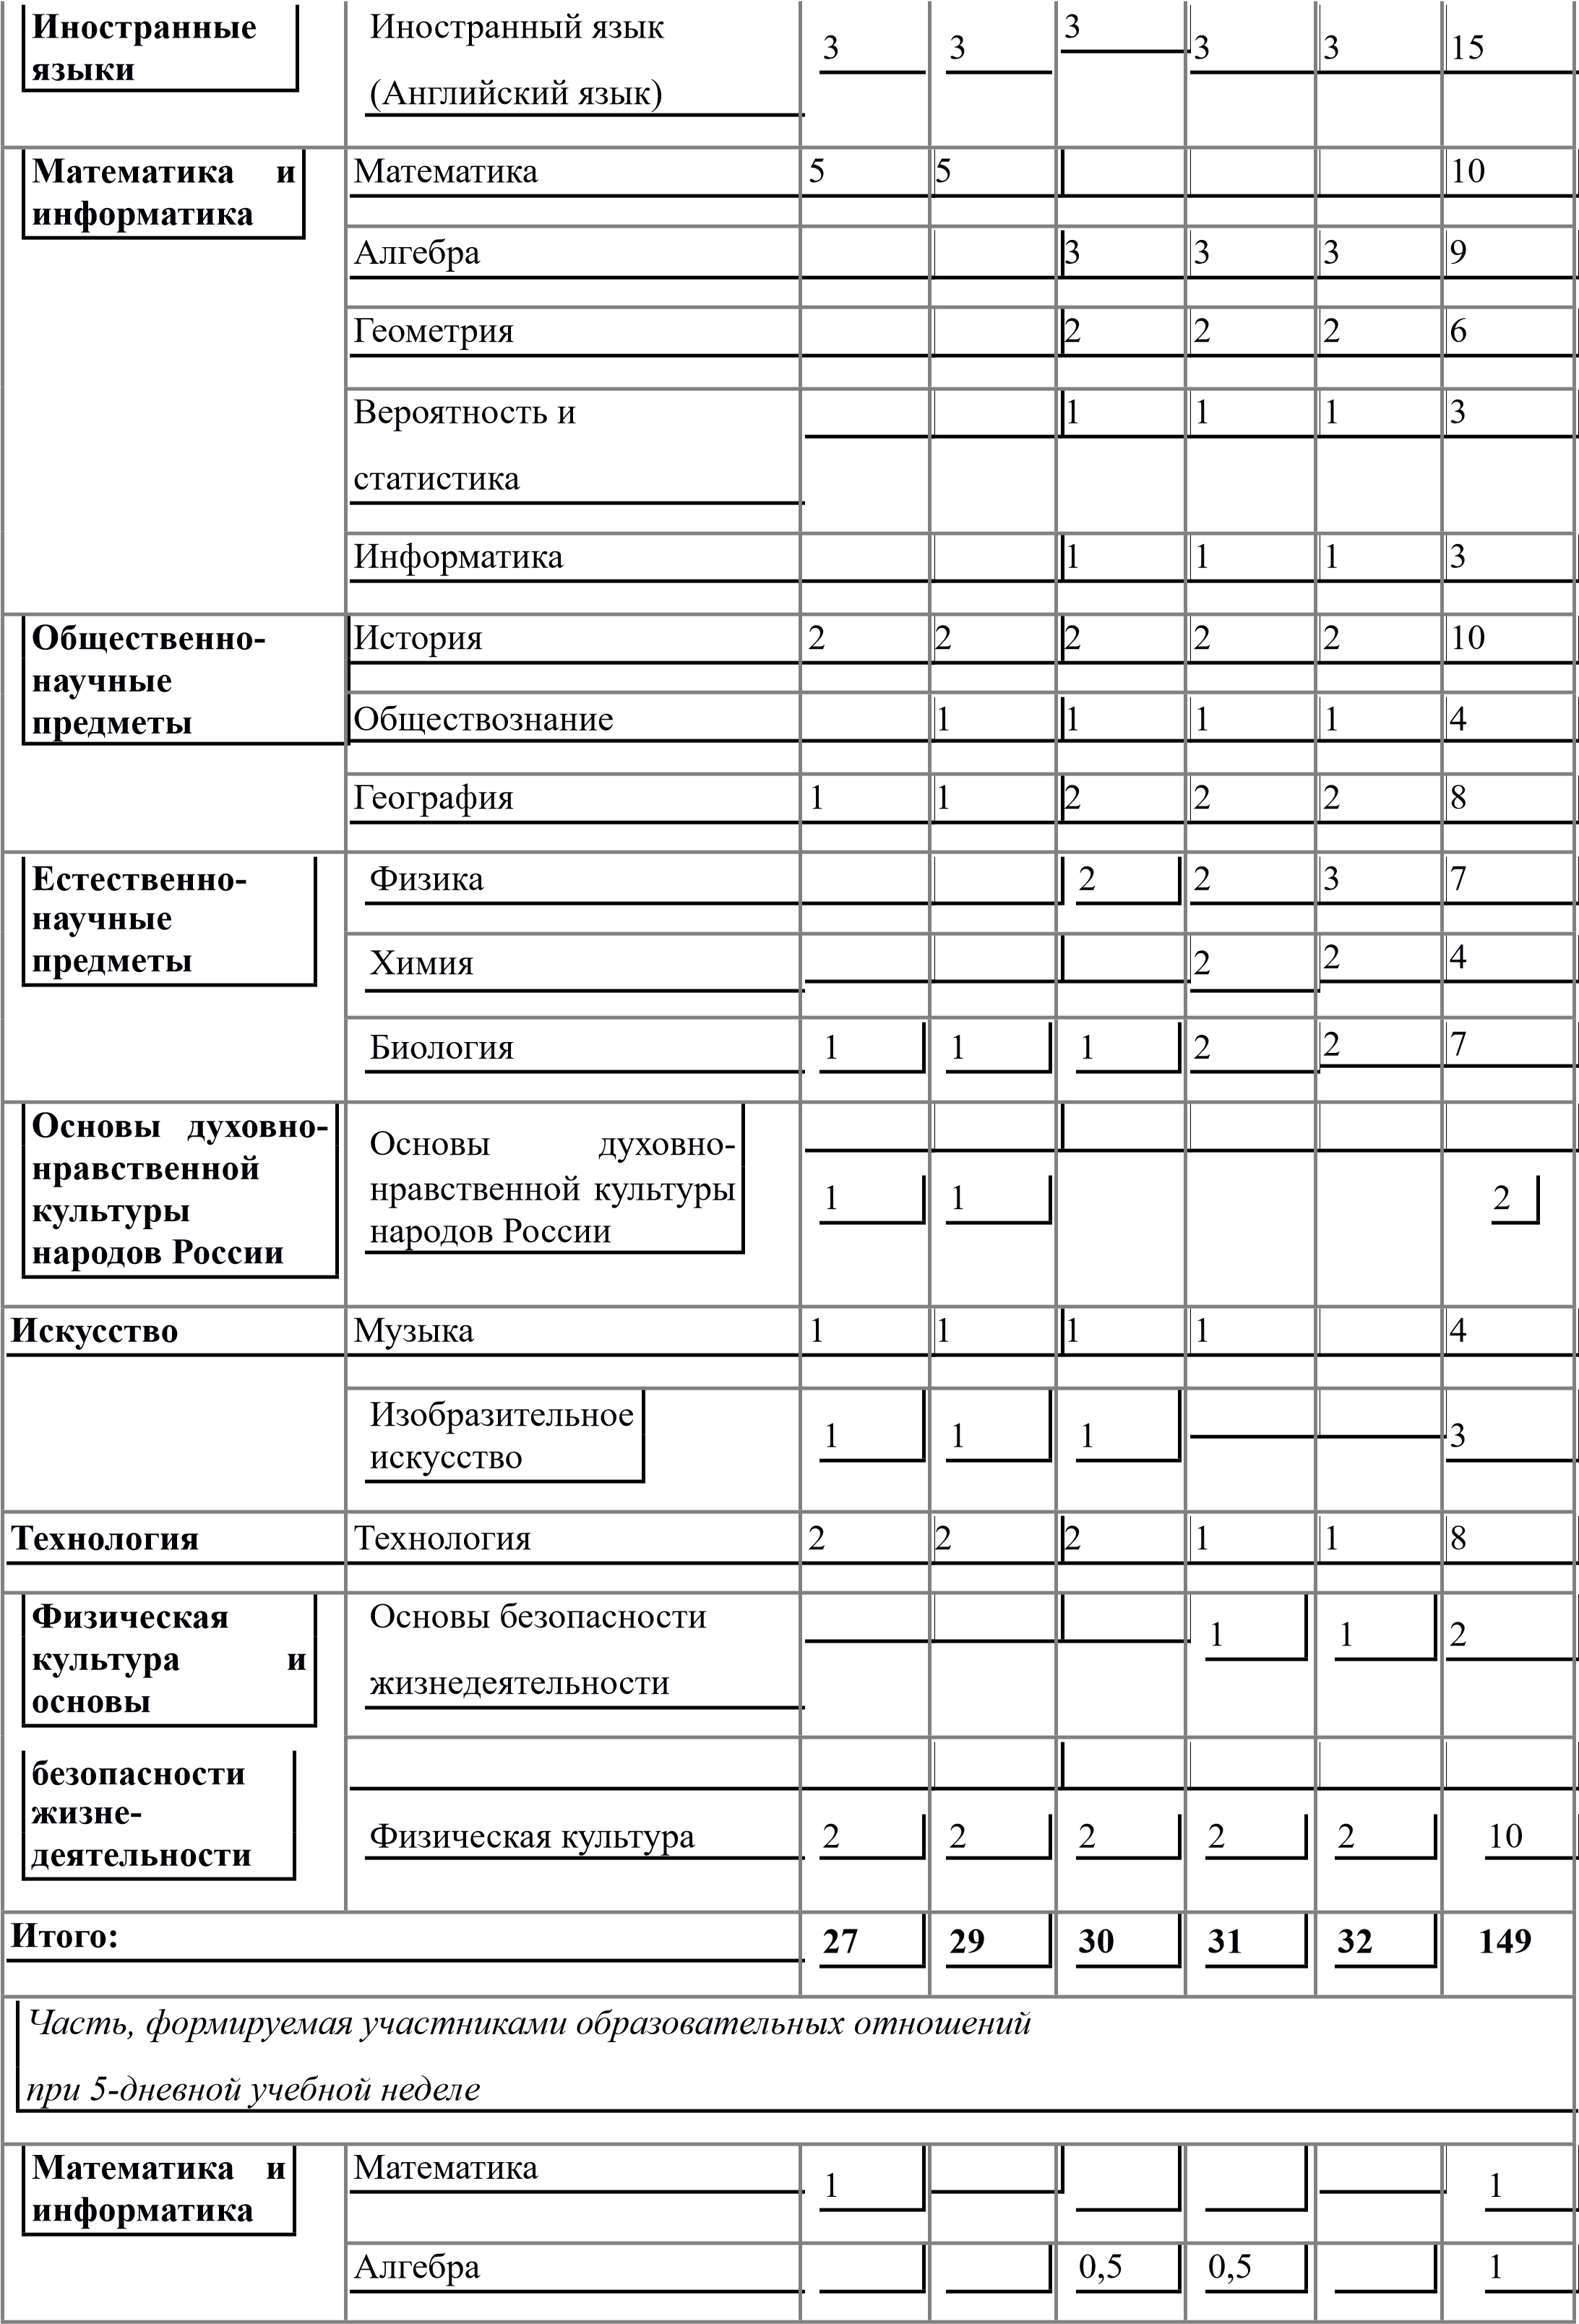 Иностранные языки Иностранный язык (Английский язык) 3 3 3 3 3 15
Математика и информатика Математика 5 5 10
Алгебра 3 3 3 9
Геометрия 2 2 2 6
Вероятность и статистика 1 1 1 3
Информатика 1 1 1 3
Общественно-научные предметы История 2 2 2 2 2 10
Обществознание 1 1 1 1 4
География 1 1 2 2 2 8
Естественно-научные предметы Физика 2 2 3 7
Химия 2 2 4
Биология 1 1 1 2 2 7
Основы духовно-нравственной культуры народов России Основы духовно-нравственной культуры народов России 1 1 2
Искусство Музыка 1 1 1 1 4
Изобразительное искусство 1 1 1 3
Технология Технология 2 2 2 1 1 8
Физическая культура и основы безопасности жизне-деятельности Основы безопасности жизнедеятельности 1 1 2
Физическая культура 2 2 2 2 2 10
Итого: 27 29 30 31 32 149
Часть, формируемая участниками образовательных отношений
при 5-дневной учебной неделе
Математика и информатика Математика 1 1
Алгебра 0,5 0,5 1